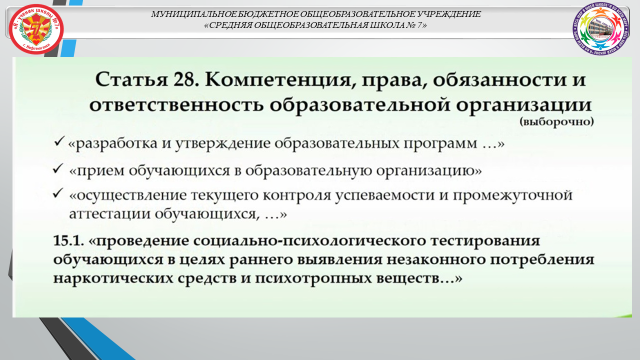 МУНИЦИПАЛЬНОЕ БЮДЖЕТНОЕ ОБЩЕОБРАЗОВАТЕЛЬНОЕ УЧРЕЖДЕНИЕ
«СРЕДНЯЯ ОБЩЕОБРАЗОВАТЕЛЬНАЯ ШКОЛА № 7»
Статья 28. Компетенция, права, обязанности и
ответственность образовательной организации
(выборочно)
✓ «разработка и утверждение образовательных программ …»
✓ «прием обучающихся в образовательную организацию»
✓ «осуществление текущего контроля успеваемости и промежуточной
аттестации обучающихся, …»
15.1. «проведение социально-психологического тестирования
обучающихся в целях раннего выявления незаконного потребления
наркотических средств и психотропных веществ…»